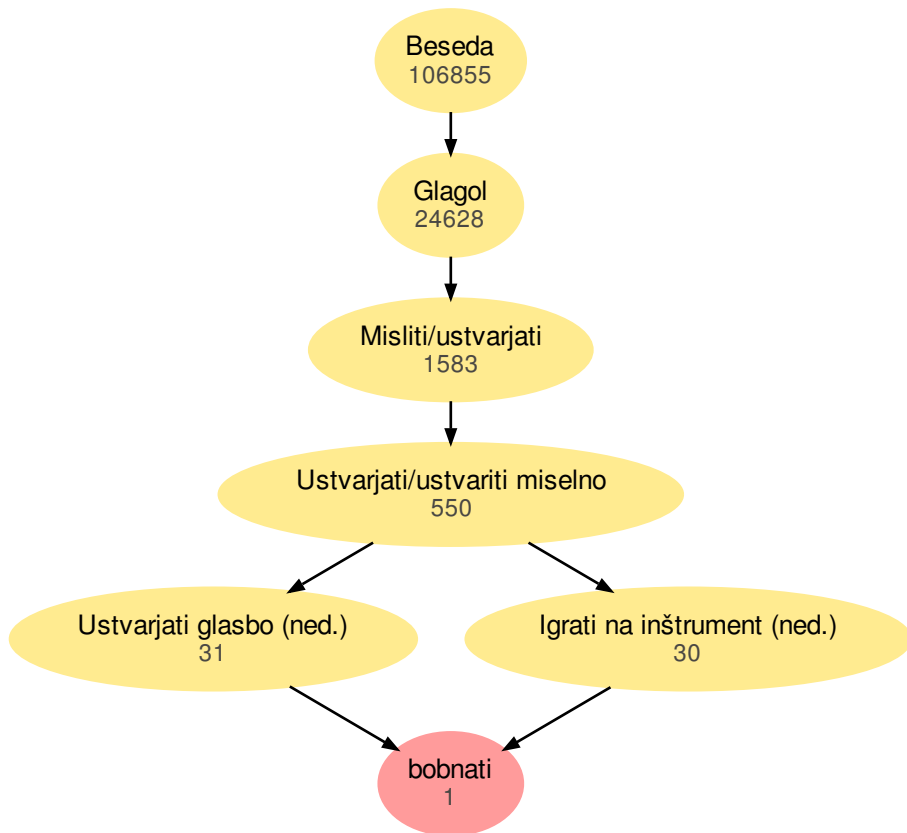 Beseda
106855
Glagol
24628
Misliti/ustvarjati
1583
Ustvarjati/ustvariti miselno
550
Ustvarjati glasbo (ned.)
31
Igrati na inštrument (ned.)
30
bobnati
1